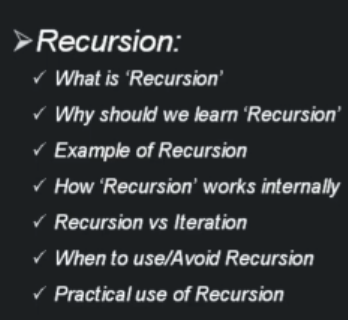 ➢Recursion:
✓ What is ‘Recursion’
✓ Why should we learn ‘Recursion’
✓ Example of Recursion
✓ How ‘Recursion’ works internally
✓ Recursion vs Iteration
✓ When to use/Avoid Recursion
✓ Practical use of Recursion